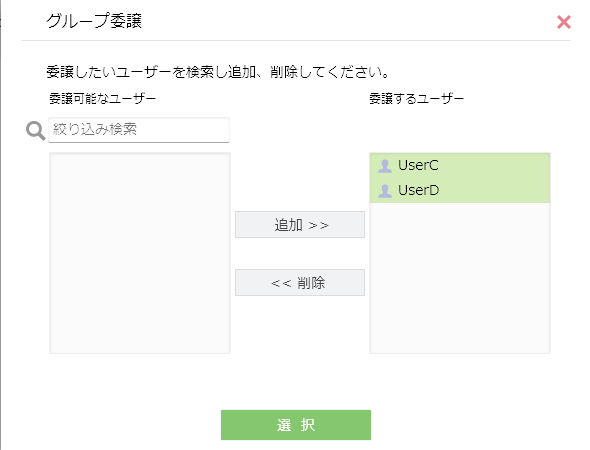 グループ委譲
委譲したいユーザーを検索し追加、削除してください。
委譲可能なユーザー
委譲するユーザー
絞り込み検索
UserC
UserD
追加 >>
<< 削除
選 択